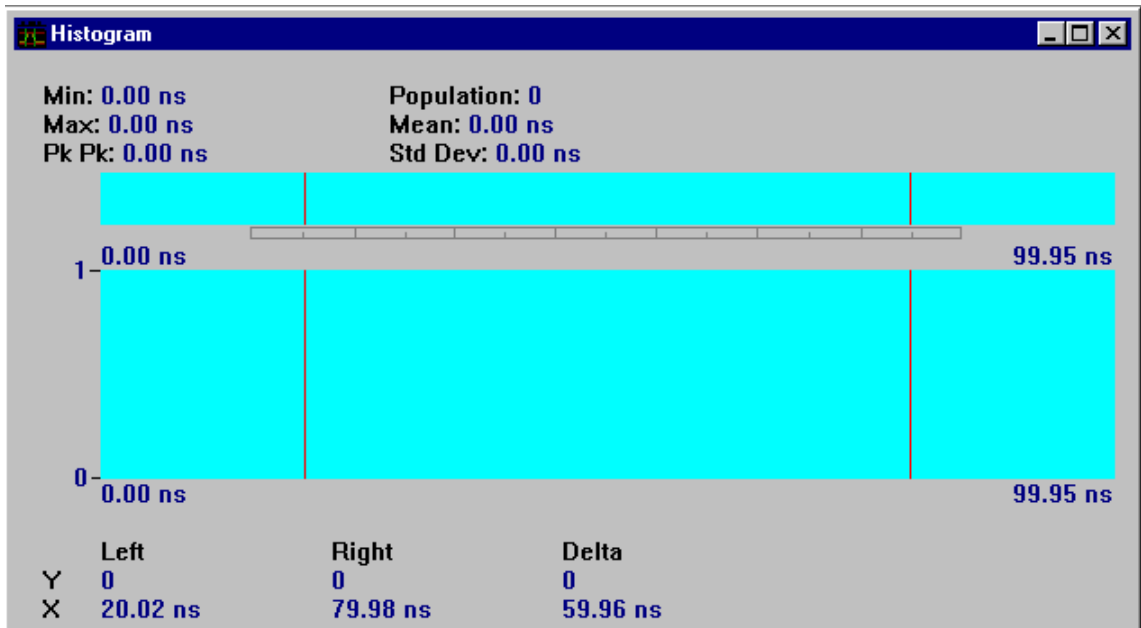 Histogram
Min: 0.00 ns Population: 0
Max: 0.00 ns Mean: 0.00 ns
Pk Pk: 0.00 ns Std Dev: 0.00 ns
0.00 ns 99.95 ns
1
0
0.00 ns 99.95 ns
Left Right Delta
Y 0 0 0
X 20.02 ns 79.98 ns 59.96 ns